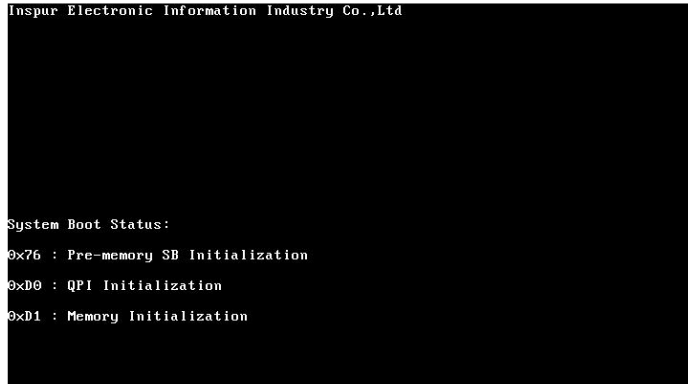 Inspur Electronic Information Industry Co.,Ltd
System Boot Status:
0x76 : Pre-memory SB Initialization
0xD0 : QPI Initialization
0xD1 : Memory Initialization